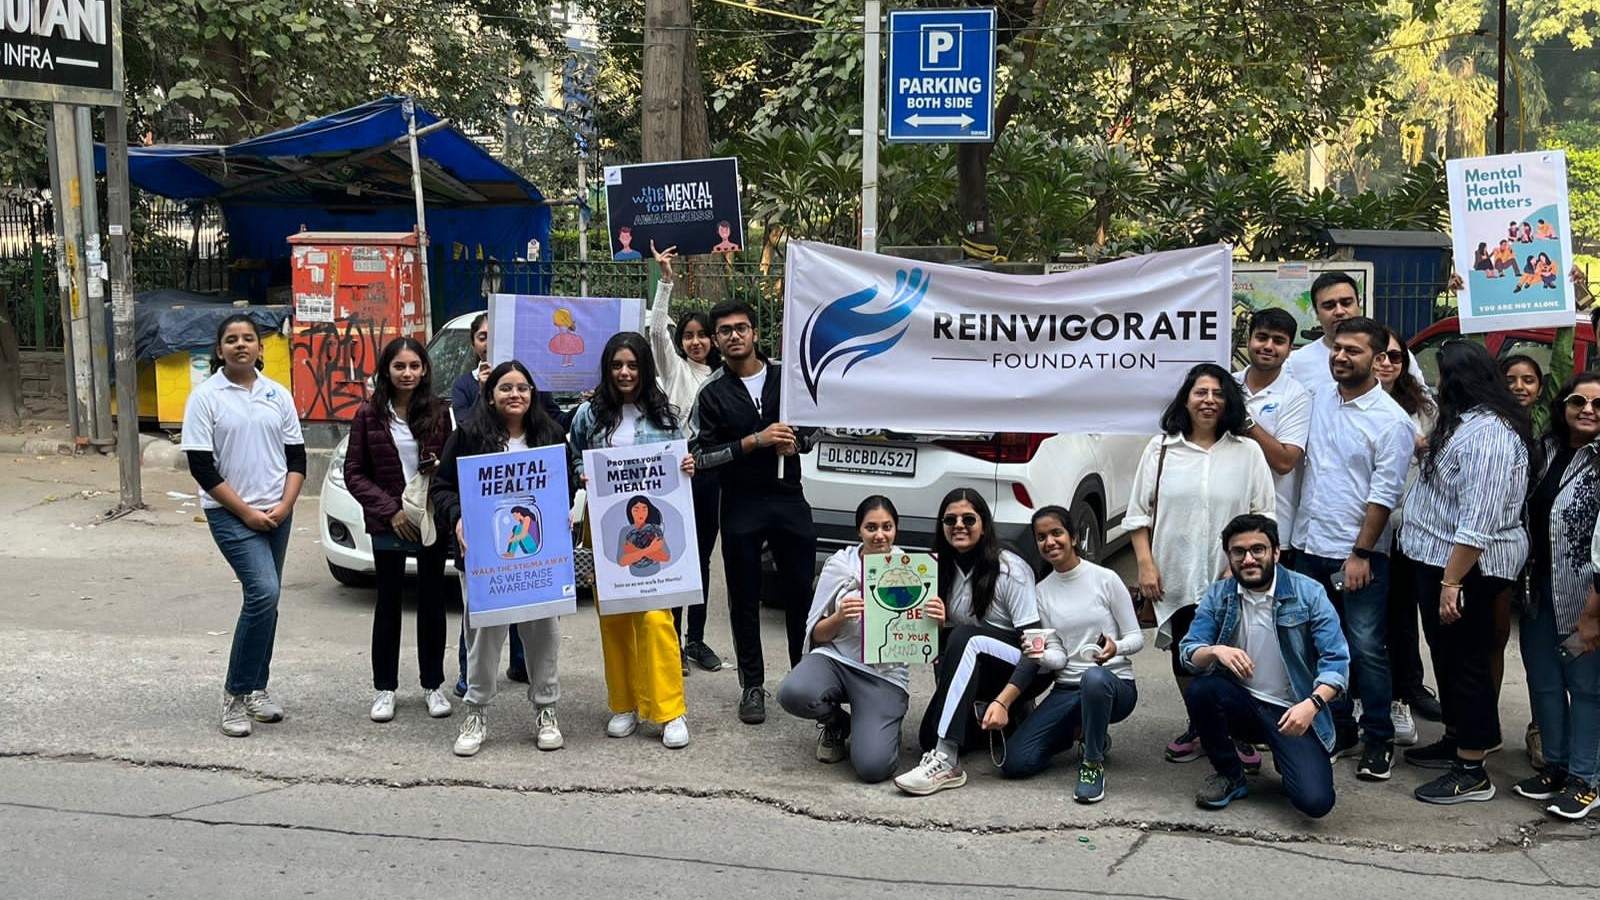 INFRA
P
PARKING
BOTH SIDE
the MENTAL
walk HEALTH
for
AWARENESS
Mental
Health
Matters
YOU ARE NOT ALONE
REINVIGORATE
FOUNDATION
DL8CBD4527
MENTAL
HEALTH
WALK THE STIGMA AWAY
AS WE RAISE
AWARENESS
PROTECT YOUR
MENTAL
HEALTH
Join us as we walk for Mental
Health
BE
Kind
TO YOUR
MIND